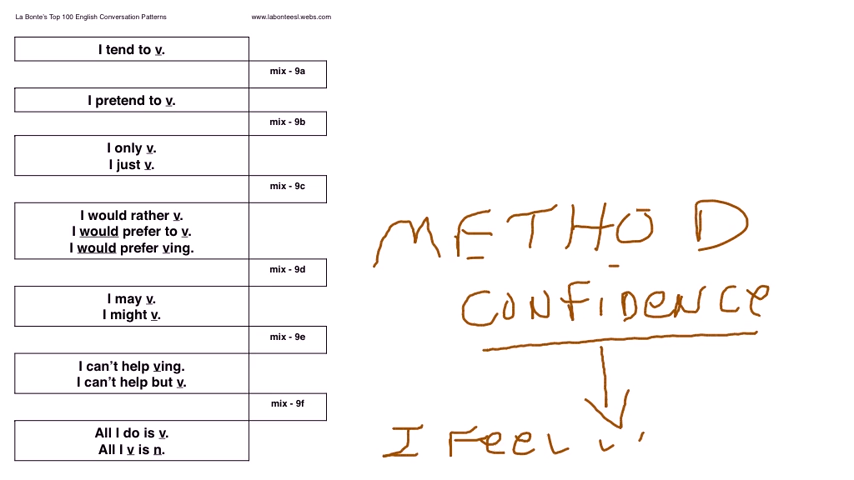 La Bonte's Top 100 English Conversation Patterns
www.labonteesl.webs.com
I tend to v.
mix - 9a
I pretend to v.
mix - 9b
I only v.
I just v.
mix - 9c
I would rather v.
I would prefer to v.
I would prefer ving.
mix - 9d
I may v.
I might v.
mix - 9e
I can't help ving.
I can't help but v.
mix - 9f
All I do is v.
All I v is n.
METHOD
CONFIDENCE
I FeeL